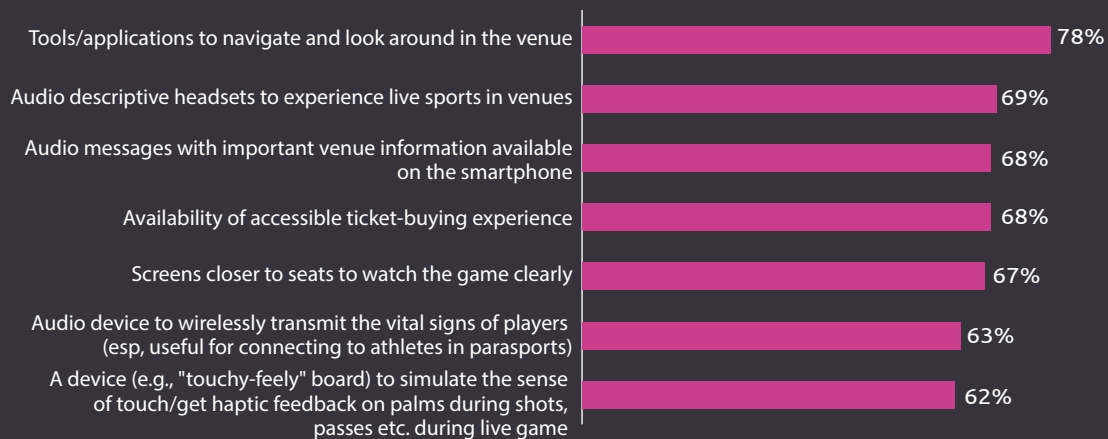 Tools/applications to navigate and look around in the venue
78%
Audio descriptive headsets to experience live sports in venues
69%
Audio messages with important venue information available
on the smartphone
68%
Availability of accessible ticket-buying experience
68%
Screens closer to seats to watch the game clearly
67%
Audio device to wirelessly transmit the vital signs of players
(esp, useful for connecting to athletes in parasports)
63%
A device (e.g., "touchy-feely" board) to simulate the sense
of touch/get haptic feedback on palms during shots,
passes etc. during live game
62%